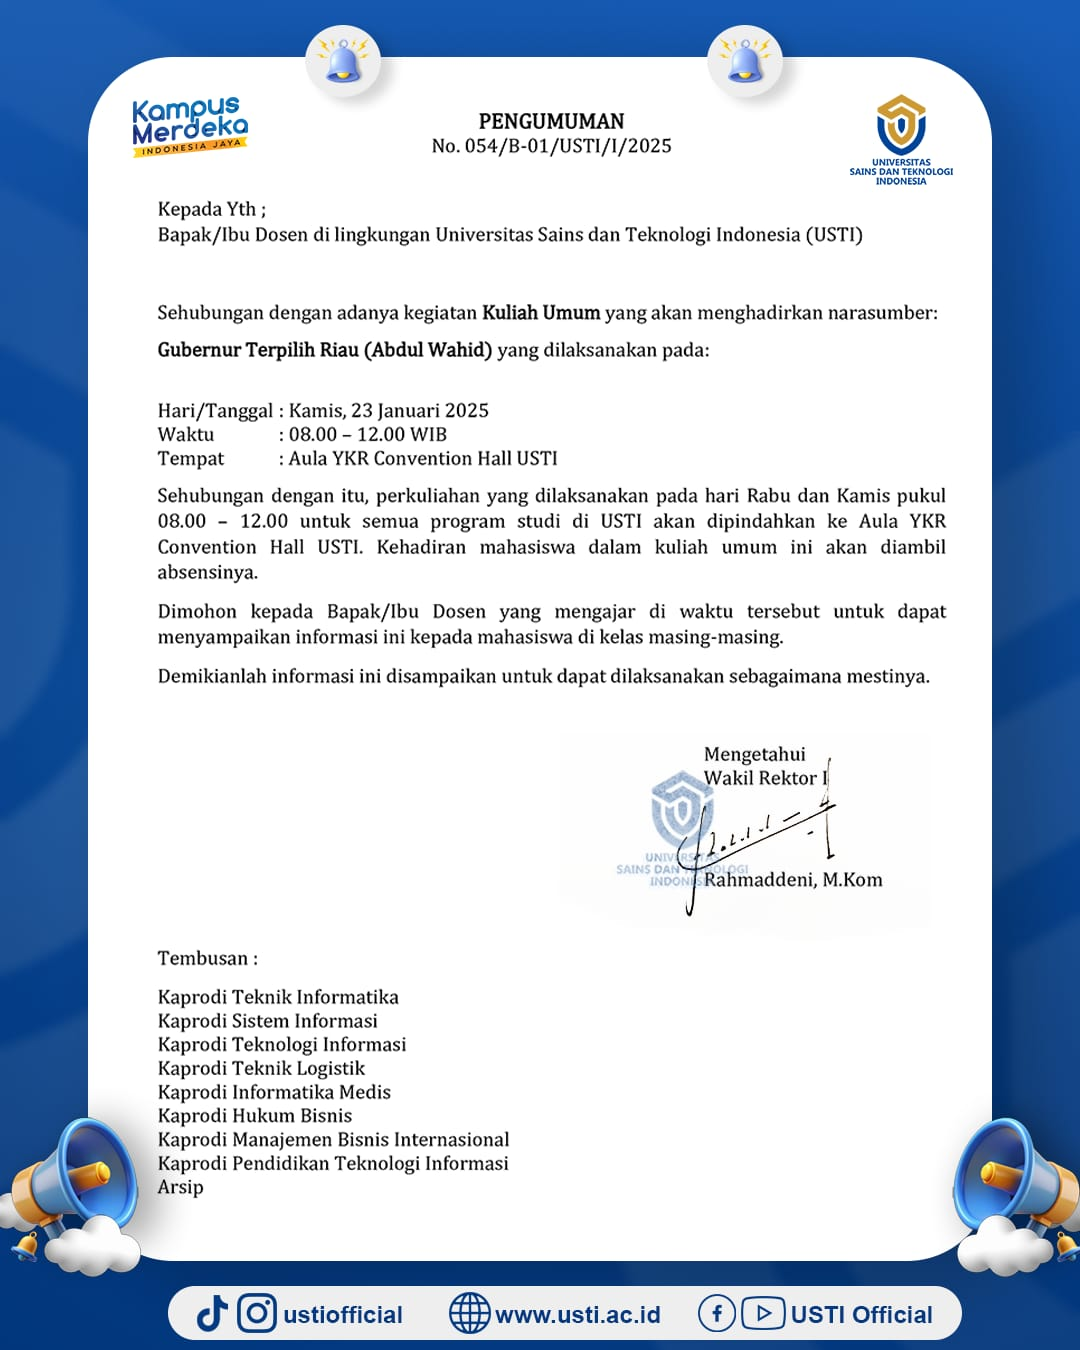 Kampus
Merdeka
INDONESIA JAYA
PENGUMUMAN
No. 054/B-01/USTI/I/2025
UNIVERSITAS
SAINS DAN TEKNOLOGI
INDONESIA
Kepada Yth ;
Bapak/Ibu Dosen di lingkungan Universitas Sains dan Teknologi Indonesia (USTI)
Sehubungan dengan adanya kegiatan Kuliah Umum yang akan menghadirkan narasumber:
Gubernur Terpilih Riau (Abdul Wahid) yang dilaksanakan pada:
Hari/Tanggal : Kamis, 23 Januari 2025
Waktu : 08.00 – 12.00 WIB
Tempat : Aula YKR Convention Hall USTI
Sehubungan dengan itu, perkuliahan yang dilaksanakan pada hari Rabu dan Kamis pukul
08.00 – 12.00 untuk semua program studi di USTI akan dipindahkan ke Aula YKR
Convention Hall USTI. Kehadiran mahasiswa dalam kuliah umum ini akan diambil
absensinya.
Dimohon kepada Bapak/Ibu Dosen yang mengajar di waktu tersebut untuk dapat
menyampaikan informasi ini kepada mahasiswa di kelas masing-masing.
Demikianlah informasi ini disampaikan untuk dapat dilaksanakan sebagaimana mestinya.
Mengetahui
Wakil Rektor I
UNIVERSITAS
SAINS DAN TEKNOLOGI
INDONESIA
Rahmaddeni, M.Kom
Tembusan :
Kaprodi Teknik Informatika
Kaprodi Sistem Informasi
Kaprodi Teknologi Informasi
Kaprodi Teknik Logistik
Kaprodi Informatika Medis
Kaprodi Hukum Bisnis
Kaprodi Manajemen Bisnis Internasional
Kaprodi Pendidikan Teknologi Informasi
Arsip
ustiofficial
www.usti.ac.id
USTI Official